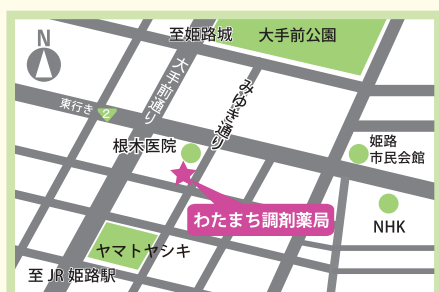 N
至姫路城
大手前公園
大手前通り
みゆき通り
東行き 2
根木医院
姫路
市民会館
わたまち調剤薬局
NHK
ヤマトヤシキ
至JR姫路駅